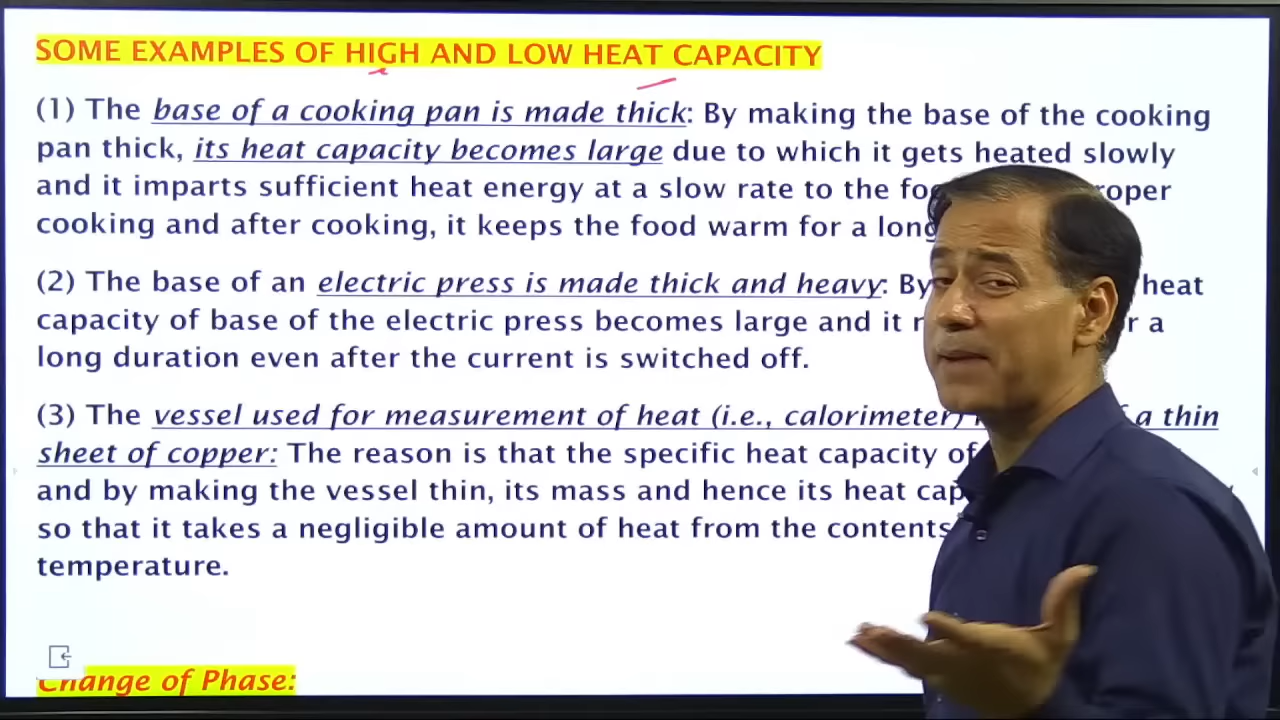 SOME EXAMPLES OF HIGH AND LOW HEAT CAPACITY
(1) The base of a cooking pan is made thick: By making the base of the cooking
pan thick, its heat capacity becomes large due to which it gets heated slowly
and it imparts sufficient heat energy at a slow rate to the
cooking and after cooking, it keeps the food warm for a long
(2) The base of an electric press is made thick and heavy: By heat
capacity of base of the electric press becomes large and it a
long duration even after the current is switched off.
(3) The vessel used for measurement of heat (i.e., calorimeter) a thin
sheet of copper: The reason is that the specific heat capacity of
and by making the vessel thin, its mass and hence its heat
so that it takes a negligible amount of heat from the contents
temperature.
Change of Phase: